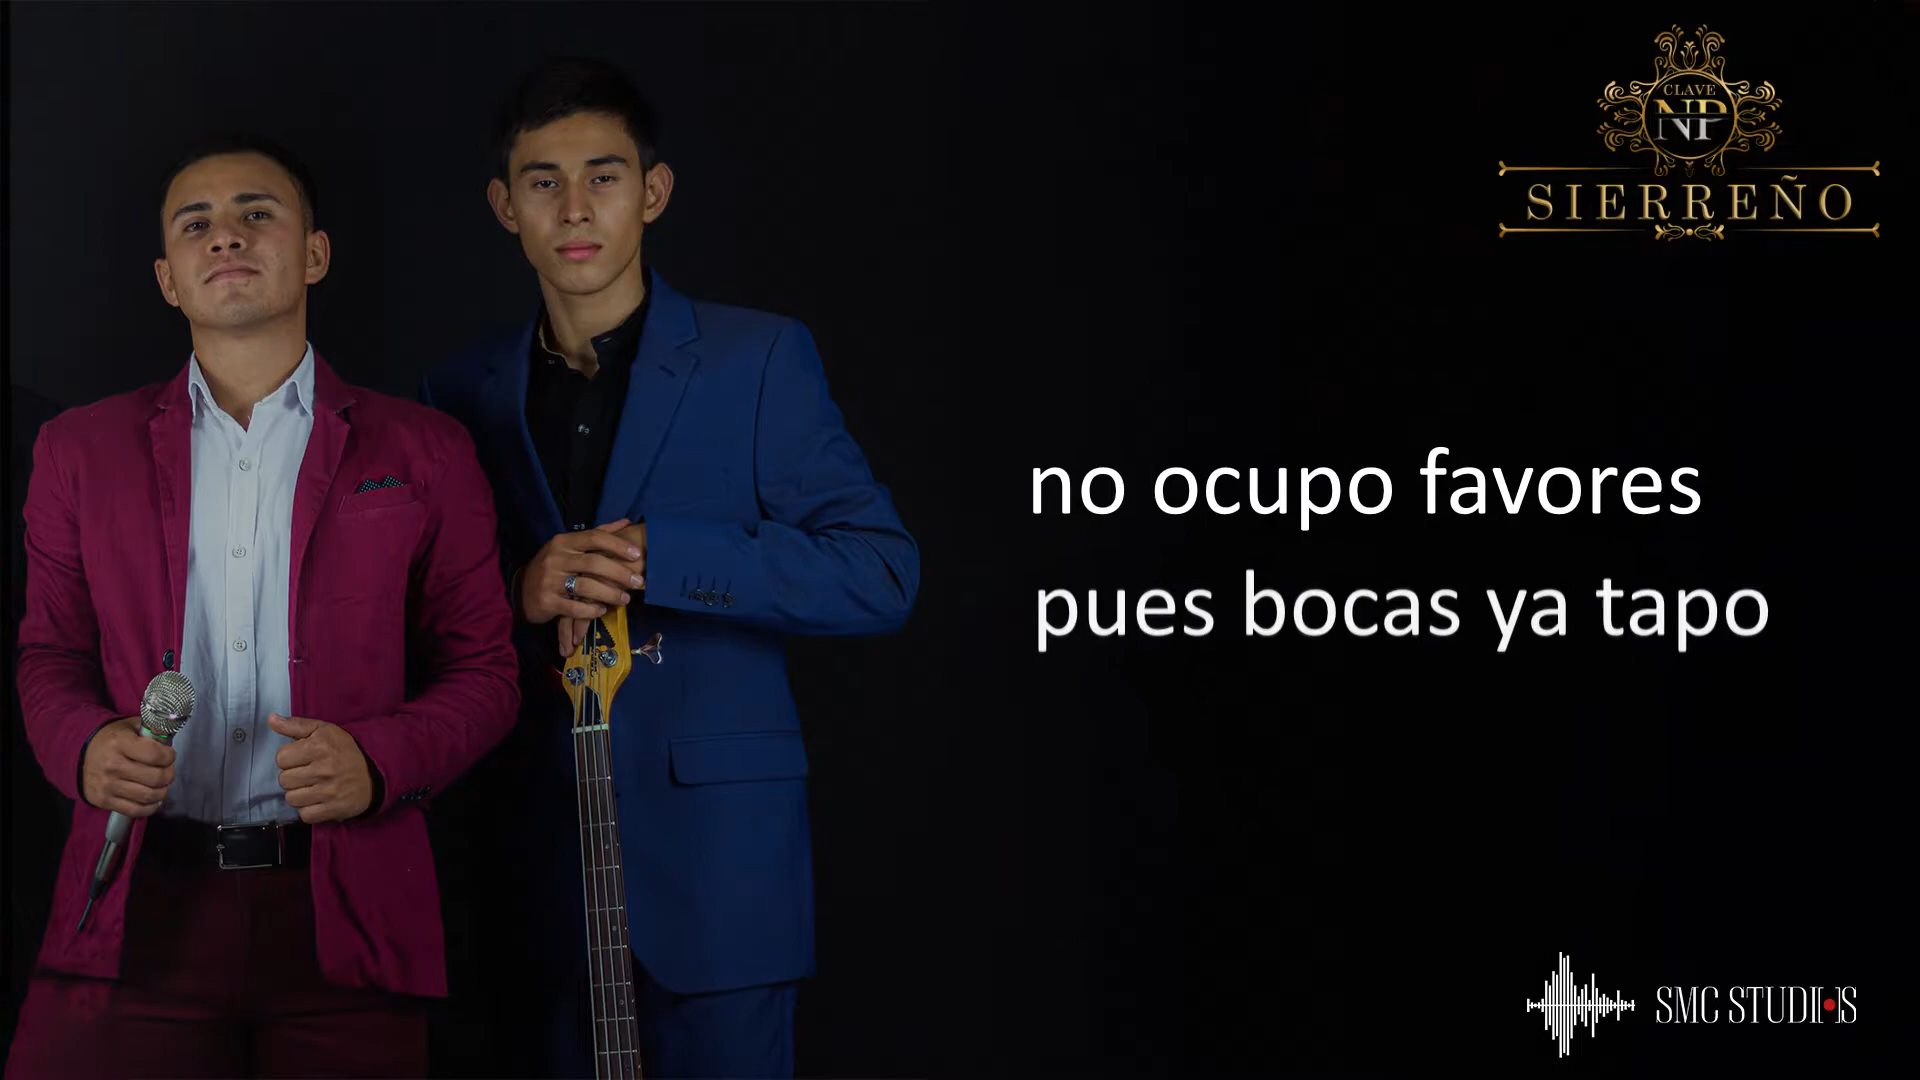 CLAVE
NP
SIERREÑO
no ocupo favores
pues bocas ya tapo
SMC STUDIOS